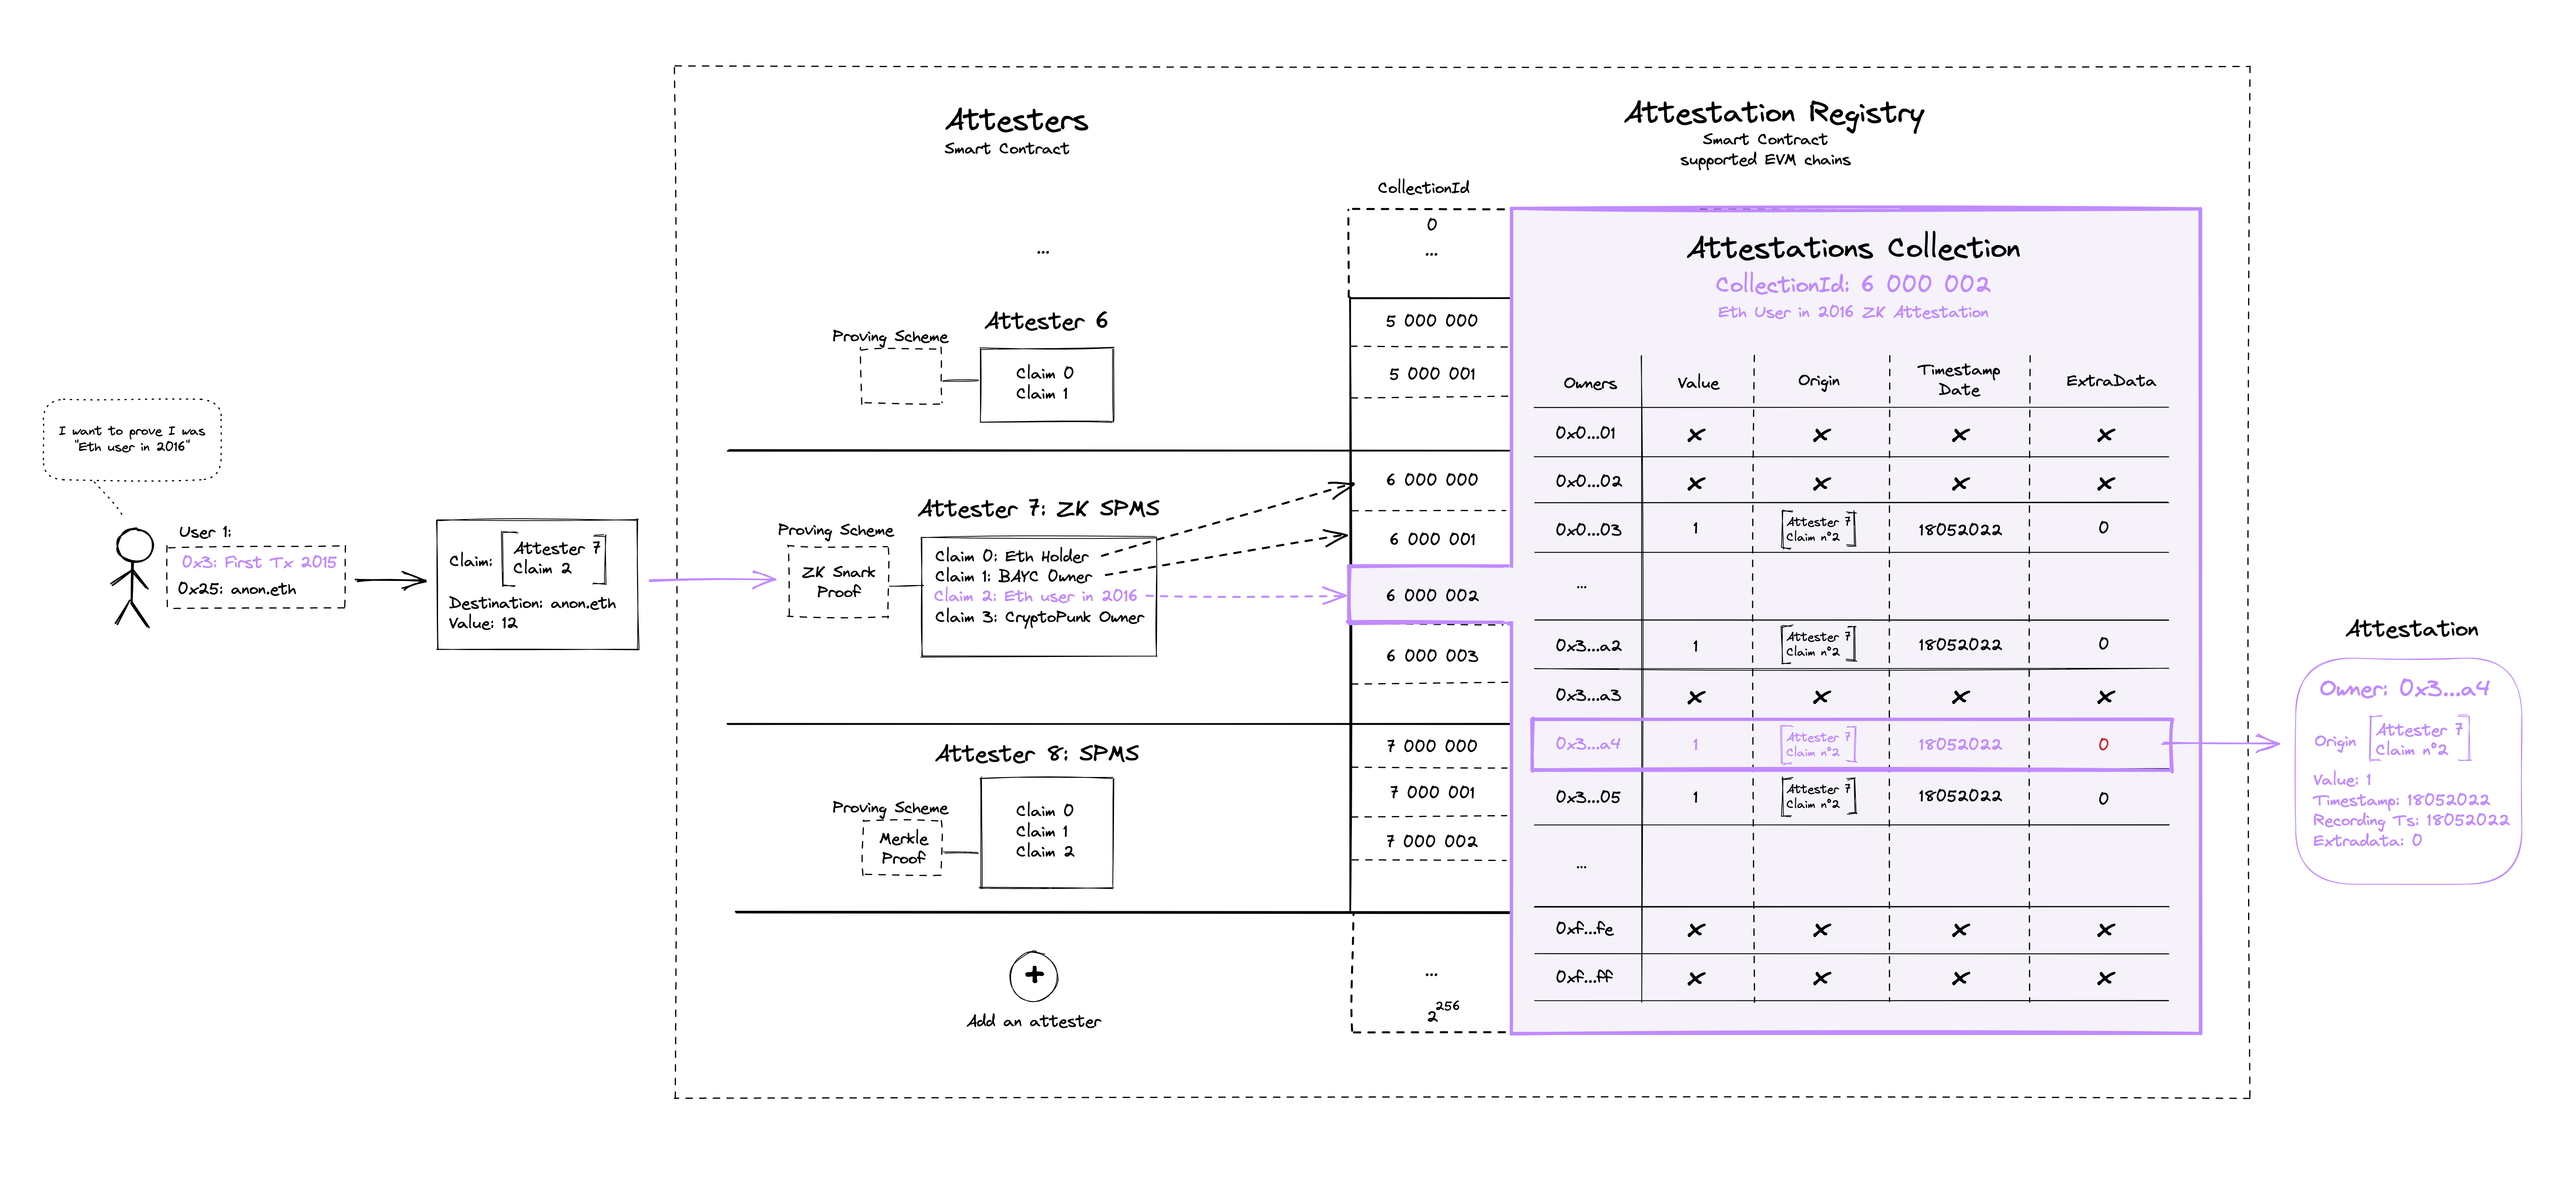 I want to prove I was
"Eth user in 2016"
User 1:
0x3: First Tx 2015
0x25: anon.eth
Claim: [Attester 7
Claim 2]
Destination: anon.eth
Value: 12
Attesters
Smart Contract
...
Attester 6
Proving Scheme
Claim 0
Claim 1
Attester 7: ZK SPMS
Proving Scheme
ZK Snark
Proof
Claim 0: Eth Holder
Claim 1: BAYC Owner
Claim 2: Eth user in 2016
Claim 3: CryptoPunk Owner
Attester 8: SPMS
Proving Scheme
Merkle
Proof
Claim 0
Claim 1
Claim 2
+
Add an attester
Attestation Registry
Smart Contract
supported EVM chains
CollectionId
0
...
5 000 000
5 000 001
6 000 000
6 000 001
6 000 002
6 000 003
7 000 000
7 000 001
7 000 002
...
2^256
Attestations Collection
CollectionId: 6 000 002
Eth User in 2016 ZK Attestation
Owners Value Origin Timestamp Date ExtraData
0x0...01 x x x x
0x0...02 x x x x
0x0...03 1 [Attester 7 Claim n°2] 18052022 0
...
0x3...a2 1 [Attester 7 Claim n°2] 18052022 0
0x3...a3 x x x x
0x3...a4 1 [Attester 7 Claim n°2] 18052022 0
0x3...05 1 [Attester 7 Claim n°2] 18052022 0
...
0xf...fe x x x x
0xf...ff x x x x
Attestation
Owner: 0x3...a4
Origin [Attester 7
Claim n°2]
Value: 1
Timestamp: 18052022
Recording Ts: 18052022
Extradata: 0